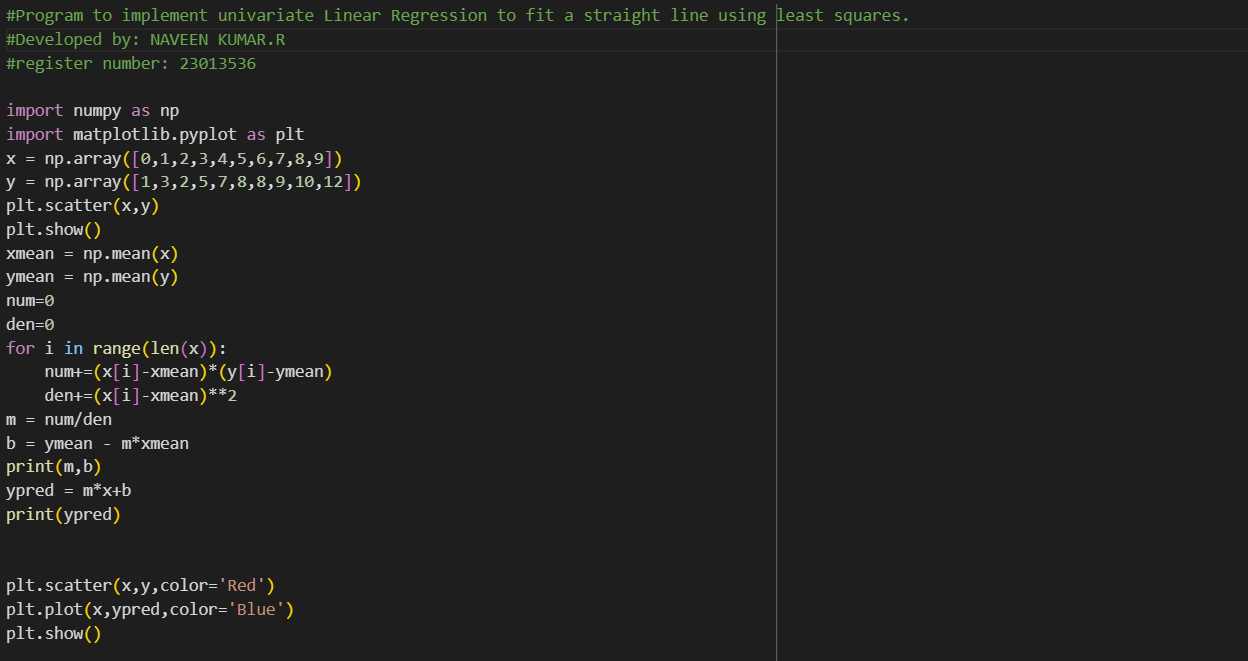 #Program to implement univariate Linear Regression to fit a straight line using least squares.
#Developed by: NAVEEN KUMAR.R
#register number: 23013536

import numpy as np
import matplotlib.pyplot as plt
x = np.array([0,1,2,3,4,5,6,7,8,9])
y = np.array([1,3,2,5,7,8,8,9,10,12])
plt.scatter(x,y)
plt.show()
xmean = np.mean(x)
ymean = np.mean(y)
num=0
den=0
for i in range(len(x)):
    num+=(x[i]-xmean)*(y[i]-ymean)
    den+=(x[i]-xmean)**2
m = num/den
b = ymean - m*xmean
print(m,b)
ypred = m*x+b
print(ypred)


plt.scatter(x,y,color='Red')
plt.plot(x,ypred,color='Blue')
plt.show()